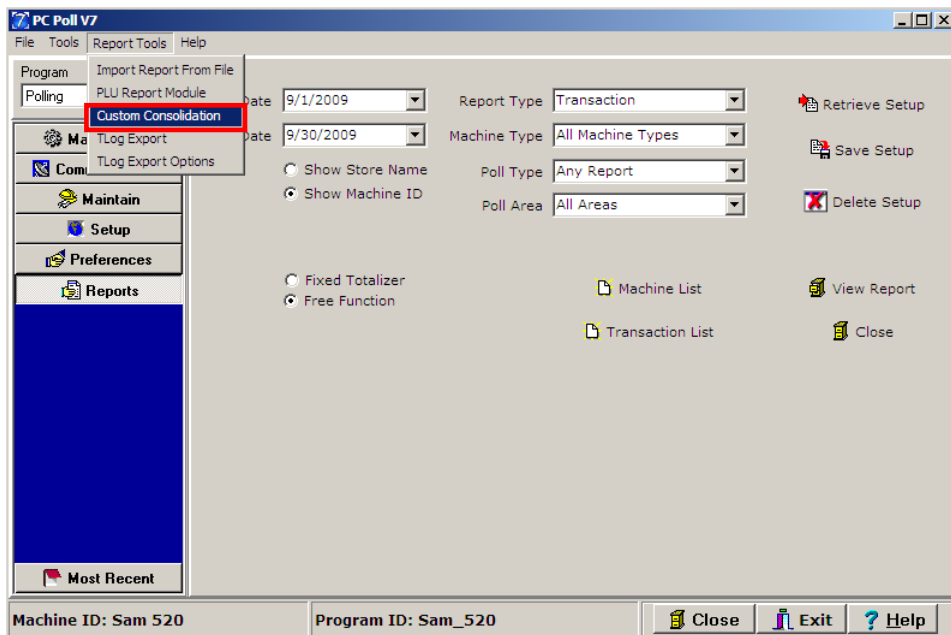 PC Poll V7
File Tools Report Tools Help
Import Report From File
PLU Report Module
Custom Consolidation
TLog Export
TLog Export Options
Program
Polling
Ma
Com
Maintain
Setup
Preferences
Reports
Most Recent
Date 9/1/2009
Date 9/30/2009
Show Store Name
Show Machine ID
Fixed Totalizer
Free Function
Report Type Transaction
Machine Type All Machine Types
Poll Type Any Report
Poll Area All Areas
Machine List
Transaction List
Retrieve Setup
Save Setup
Delete Setup
View Report
Close
Machine ID: Sam 520
Program ID: Sam_520
Close
Exit
? Help